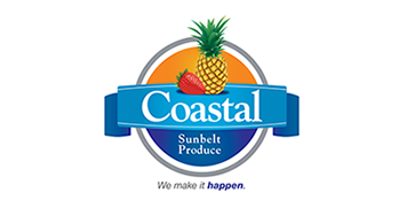 Coastal
Sunbelt
Produce
We make it happen.